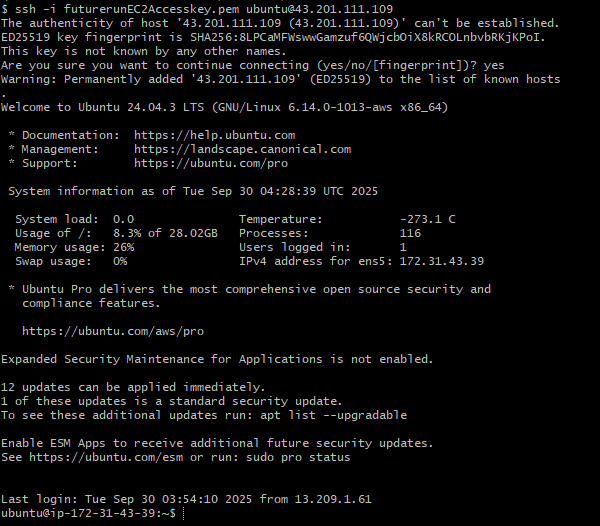 $ ssh -i futurerunEC2Accesskey.pem ubuntu@43.201.111.109
The authenticity of host '43.201.111.109 (43.201.111.109)' can't be established.
ED25519 key fingerprint is SHA256:8LPCaMFWswwGamzuf6QWjcbOiX8kRCOLnbvbRKjKPoI.
This key is not known by any other names.
Are you sure you want to continue connecting (yes/no/[fingerprint])? yes
Warning: Permanently added '43.201.111.109' (ED25519) to the list of known hosts
.
Welcome to Ubuntu 24.04.3 LTS (GNU/Linux 6.14.0-1013-aws x86_64)

 * Documentation:  https://help.ubuntu.com
 * Management:     https://landscape.canonical.com
 * Support:        https://ubuntu.com/pro

 System information as of Tue Sep 30 04:28:39 UTC 2025

  System load:  0.0                Temperature:           -273.1 C
  Usage of /:   8.3% of 28.02GB   Processes:             116
  Memory usage: 26%                Users logged in:       1
  Swap usage:   0%                 IPv4 address for ens5: 172.31.43.39

 * Ubuntu Pro delivers the most comprehensive open source security and
   compliance features.

   https://ubuntu.com/aws/pro

Expanded Security Maintenance for Applications is not enabled.

12 updates can be applied immediately.
1 of these updates is a standard security update.
To see these additional updates run: apt list --upgradable

Enable ESM Apps to receive additional future security updates.
See https://ubuntu.com/esm or run: sudo pro status


Last login: Tue Sep 30 03:54:10 2025 from 13.209.1.61
ubuntu@ip-172-31-43-39:~$